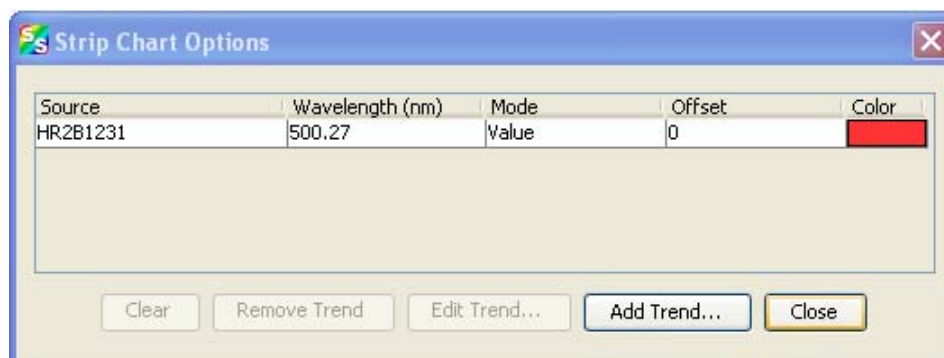 SS Strip Chart Options
Source Wavelength (nm) Mode Offset Color
HR2B1231 500.27 Value 0
Clear Remove Trend Edit Trend... Add Trend... Close